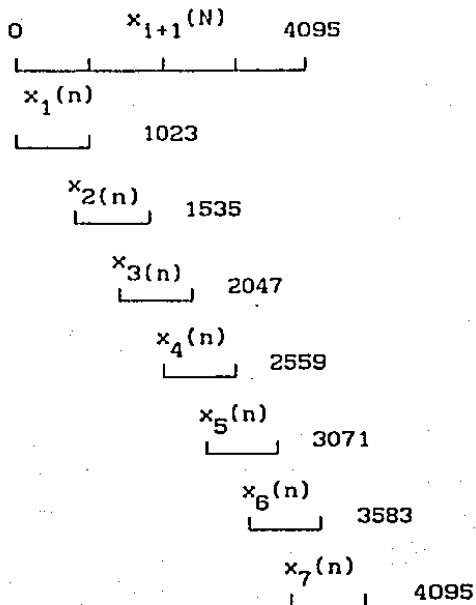 0 x_{i+1}(N) 4095
x_1(n)
1023
x_2(n) 1535
x_3(n) 2047
x_4(n)
2559
x_5(n)
3071
x_6(n)
3583
x_7(n)
4095